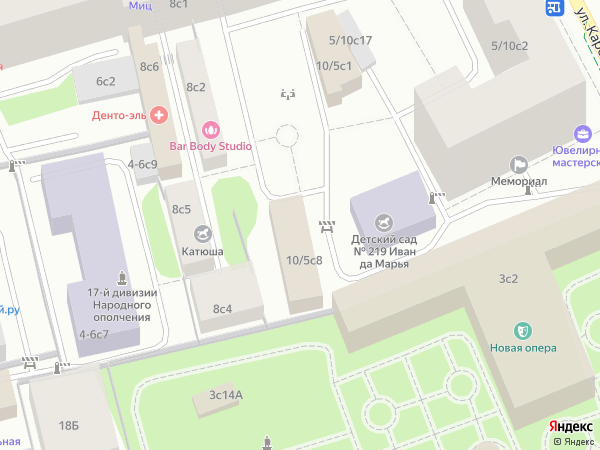 Миц
8с1
5/10с17
ул. Каре
5/10с2
10/5с1
8с6
8с2
6с2
Денто-эль
Bar Body Studio
Ювелирн
мастерск
4-6с9
Мемориал
8с5
Детский сад
№ 219 Иван
да Марья
Катюша
10/5с8
3с2
17-й дивизии
Народного
ополчения
й.ру
8с4
4-6с7
Новая опера
3с14А
18Б
Яндекс
© Яндекс
ьная